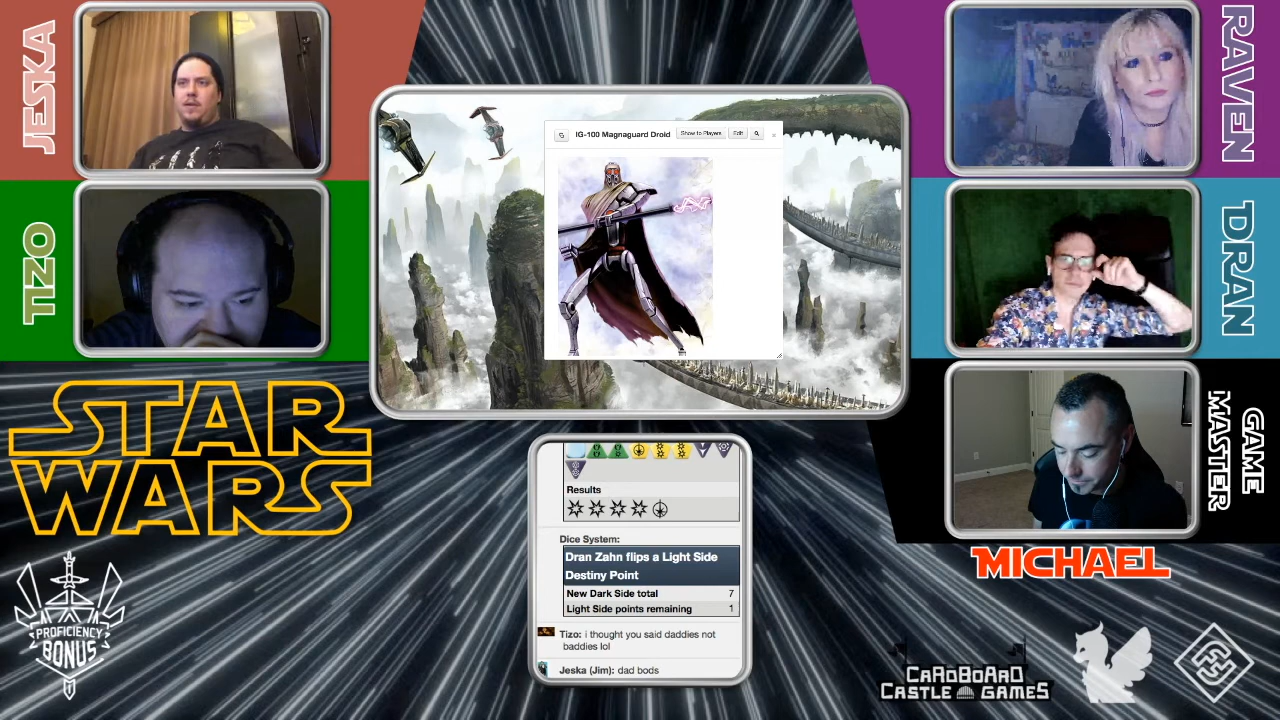 JESKA
TIZO
RAVEN
DRAN
GAME
MASTER
MICHAEL
IG-100 Magnaguard Droid
Show to Players
Edit
STAR
WARS
PROFICIENCY
BONUS
Results
Dice System:
Dran Zahn flips a Light Side
Destiny Point
New Dark Side total 7
Light Side points remaining 1
Tizo: i thought you said daddies not
baddies lol
Jeska (Jim): dad bods
CARDBOARD
CASTLE GAMES